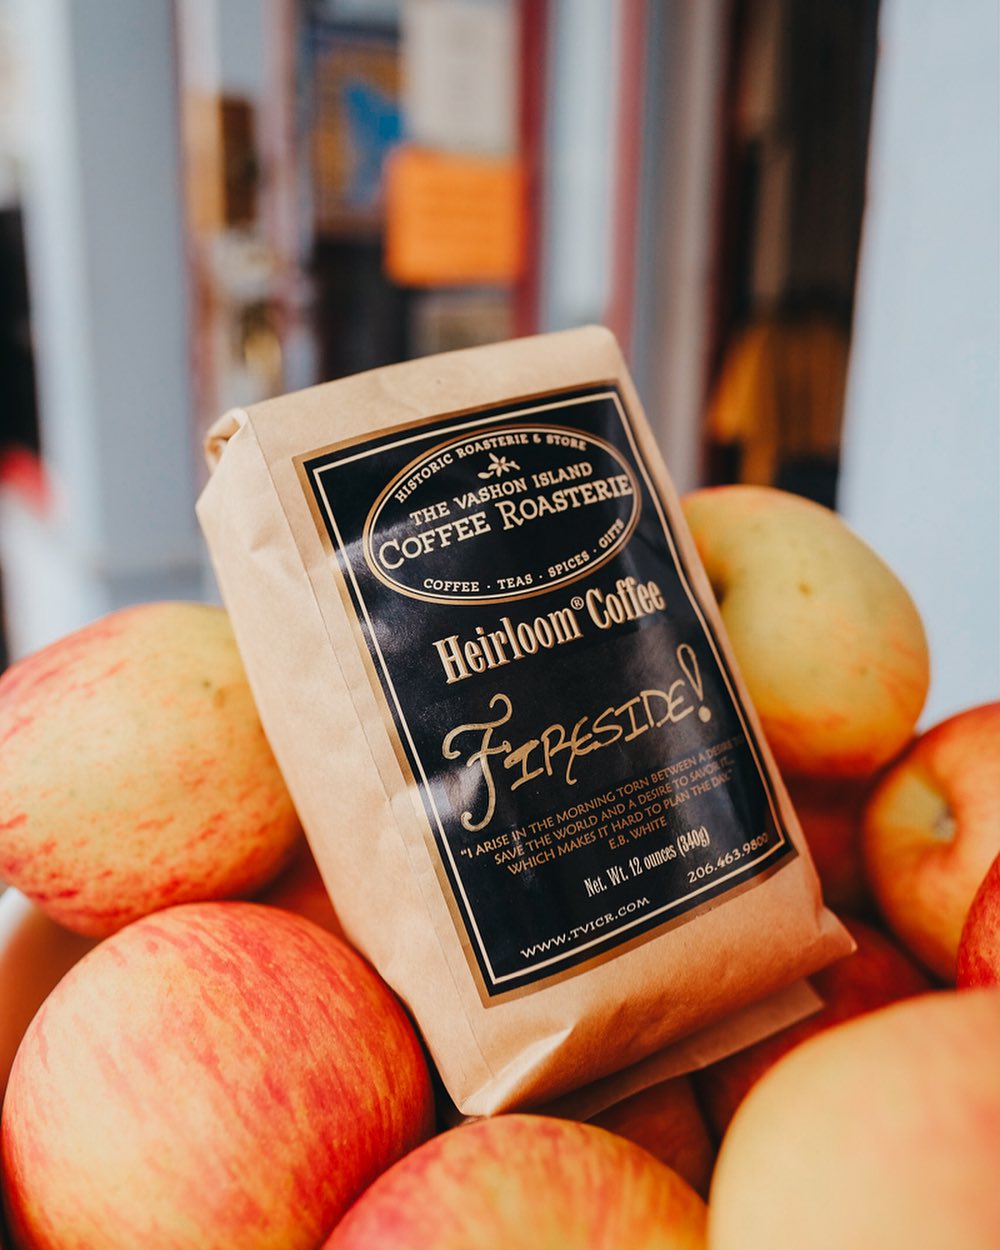 HISTORIC ROASTERIE & STORE
THE VASHON ISLAND
COFFEE ROASTERIE
COFFEE · TEAS · SPICES · GIFTS
Heirloom® Coffee
FIRESIDE!
"I ARISE IN THE MORNING TORN BETWEEN A DESIRE TO
SAVE THE WORLD AND A DESIRE TO SAVOR IT...
WHICH MAKES IT HARD TO PLAN THE DAY."
E.B. WHITE
Net. Wt. 12 ounces (340g)
206.463.9800
WWW.TVICR.COM